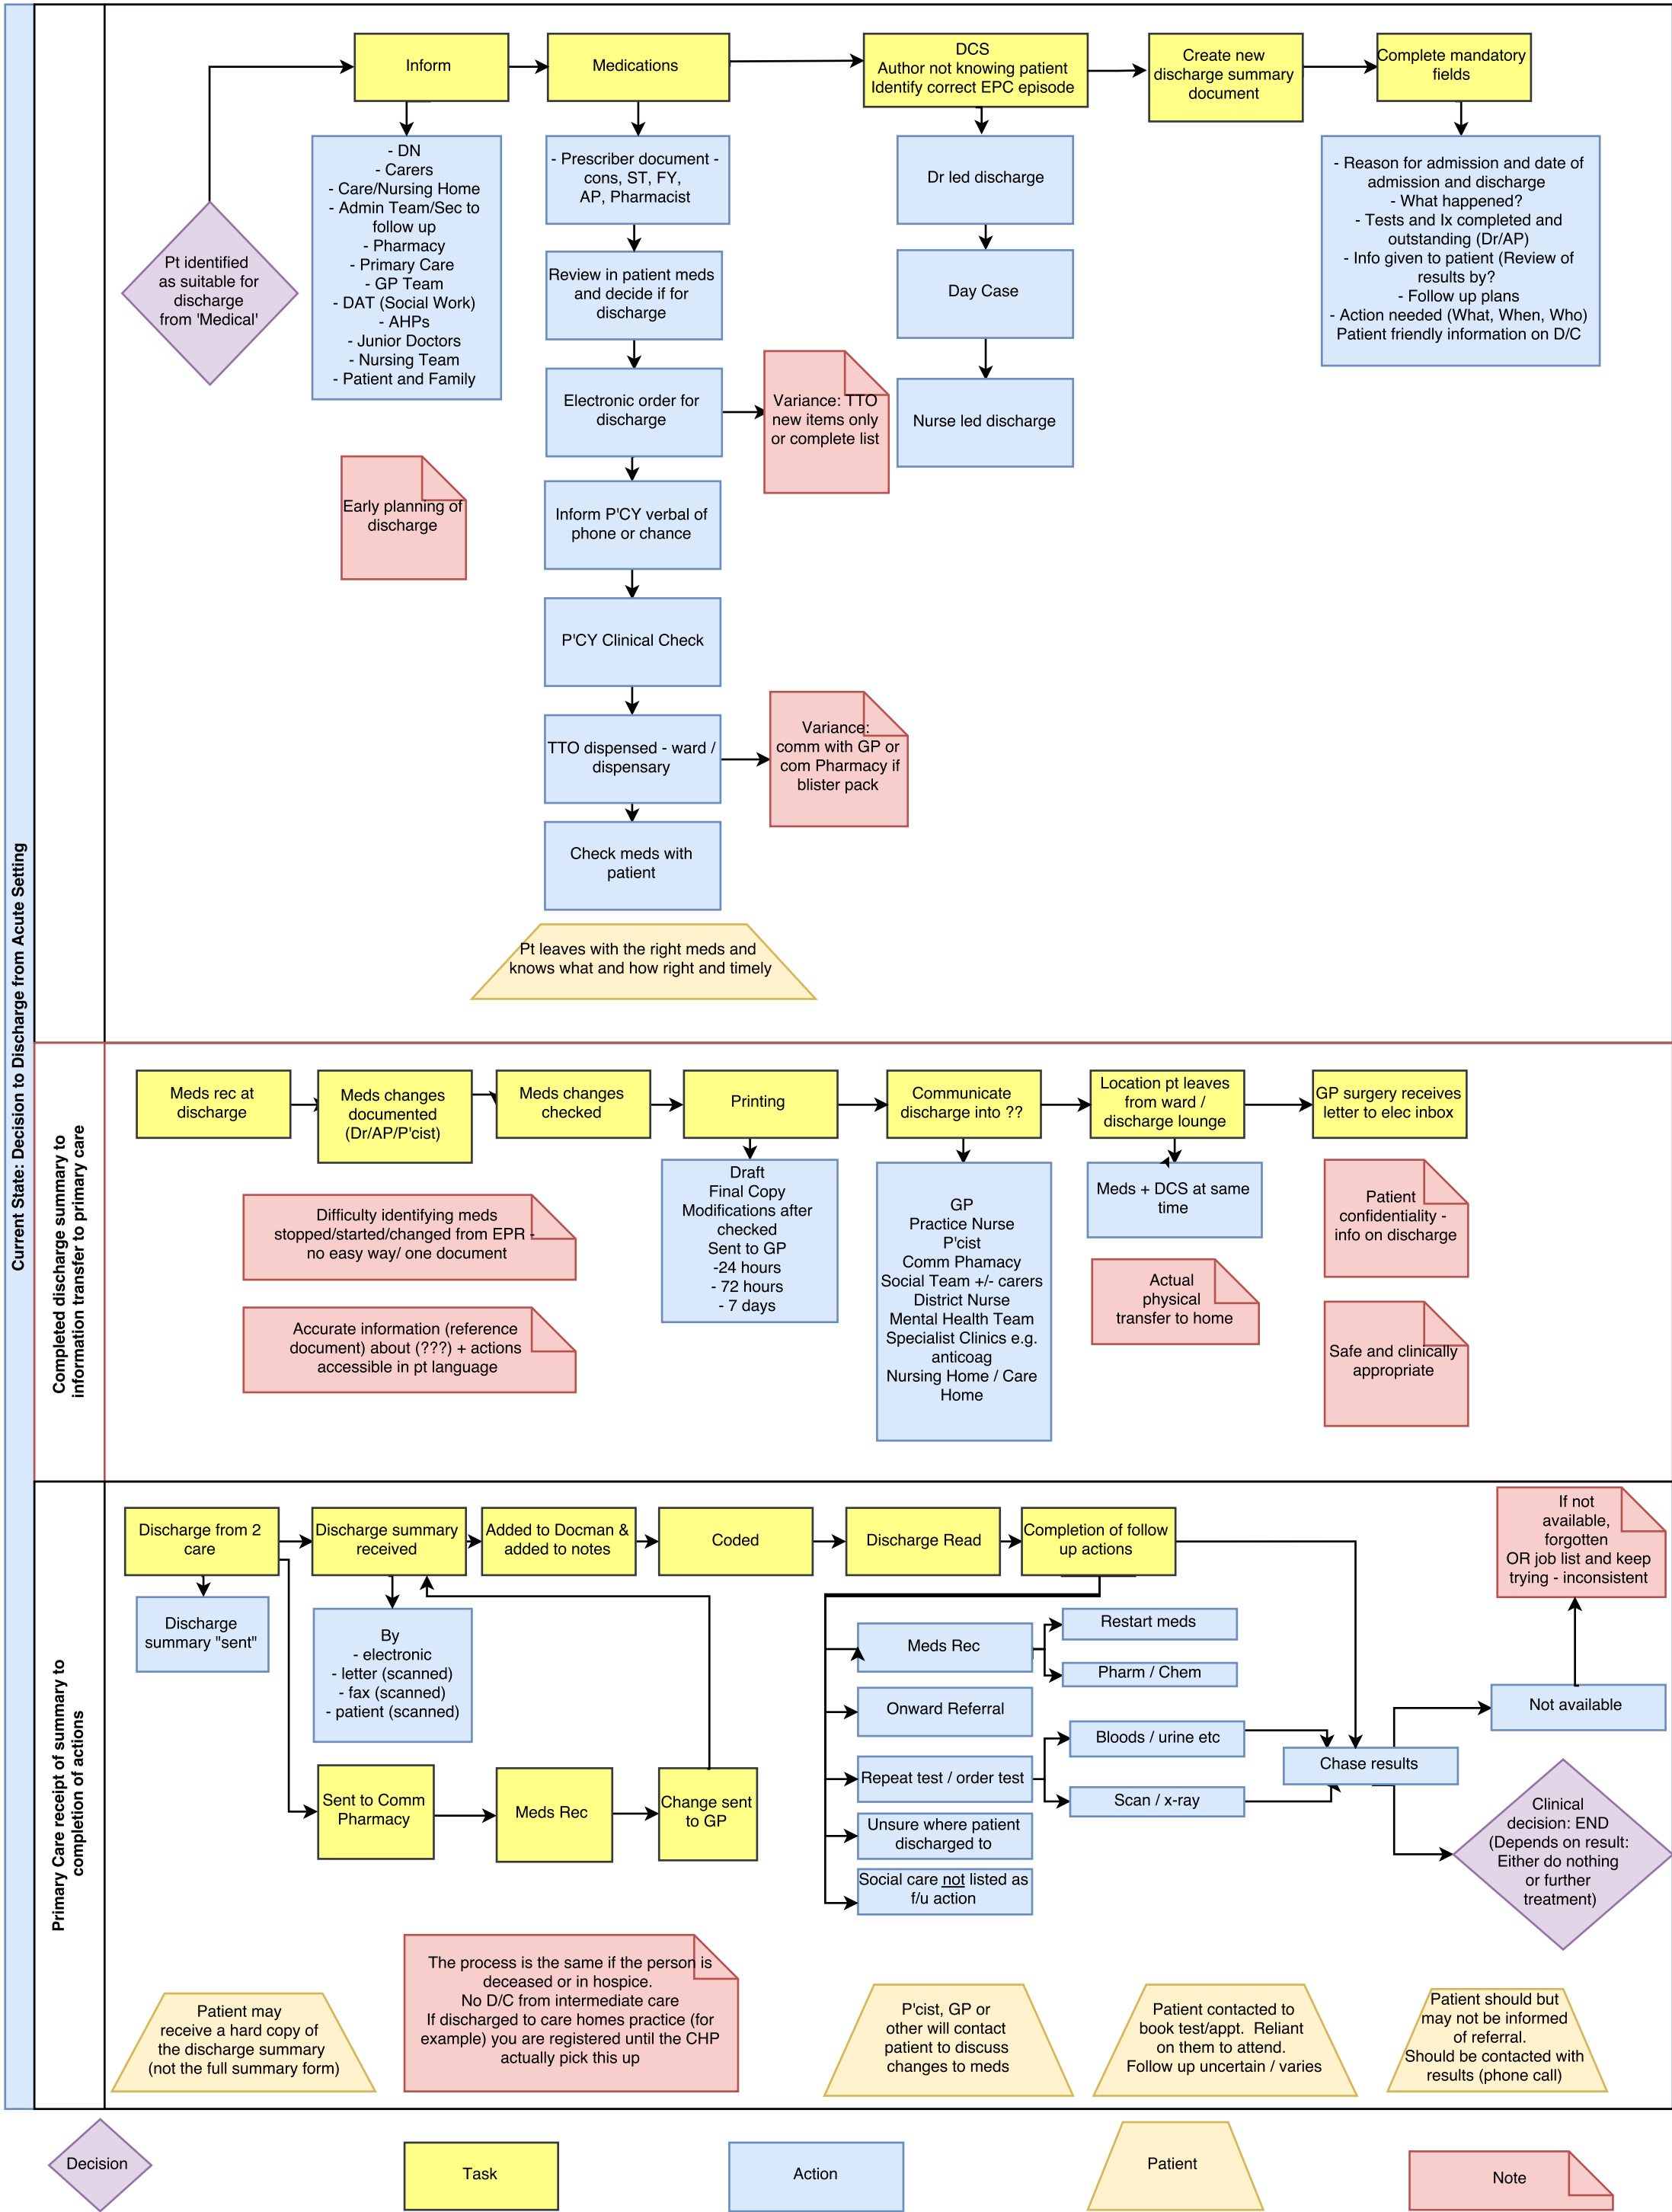 Current State: Decision to Discharge from Acute Setting
Pt identified
as suitable for
discharge
from 'Medical'
Inform
- DN
- Carers
- Care/Nursing Home
- Admin Team/Sec to
follow up
- Pharmacy
- Primary Care
- GP Team
- DAT (Social Work)
- AHPs
- Junior Doctors
- Nursing Team
- Patient and Family
Early planning of
discharge
Medications
- Prescriber document -
cons, ST, FY,
AP, Pharmacist
Review in patient meds
and decide if for
discharge
Electronic order for
discharge
Variance: TTO
new items only
or complete list
Inform P'CY verbal of
phone or chance
P'CY Clinical Check
TTO dispensed - ward /
dispensary
Variance:
comm with GP or
com Pharmacy if
blister pack
Check meds with
patient
Pt leaves with the right meds and
knows what and how right and timely
DCS
Author not knowing patient
Identify correct EPC episode
Dr led discharge
Day Case
Nurse led discharge
Create new
discharge summary
document
Complete mandatory
fields
- Reason for admission and date of
admission and discharge
- What happened?
- Tests and Ix completed and
outstanding (Dr/AP)
- Info given to patient (Review of
results by?
- Follow up plans
- Action needed (What, When, Who)
Patient friendly information on D/C
Completed discharge summary to
information transfer to primary care
Meds rec at
discharge
Meds changes
documented
(Dr/AP/P'cist)
Meds changes
checked
Difficulty identifying meds
stopped/started/changed from EPR -
no easy way/ one document
Accurate information (reference
document) about (???) + actions
accessible in pt language
Printing
Draft
Final Copy
Modifications after
checked
Sent to GP
-24 hours
- 72 hours
- 7 days
Communicate
discharge into ??
GP
Practice Nurse
P'cist
Comm Phamacy
Social Team +/- carers
District Nurse
Mental Health Team
Specialist Clinics e.g.
anticoag
Nursing Home / Care
Home
Location pt leaves
from ward /
discharge lounge
Meds + DCS at same
time
Actual
physical
transfer to home
GP surgery receives
letter to elec inbox
Patient
confidentiality -
info on discharge
Safe and clinically
appropriate
Primary Care receipt of summary to
completion of actions
Discharge from 2
care
Discharge
summary "sent"
Discharge summary
received
By
- electronic
- letter (scanned)
- fax (scanned)
- patient (scanned)
Added to Docman &
added to notes
Coded
Discharge Read
Completion of follow
up actions
Sent to Comm
Pharmacy
Meds Rec
Change sent
to GP
Meds Rec
Restart meds
Pharm / Chem
Onward Referral
Repeat test / order test
Bloods / urine etc
Scan / x-ray
Unsure where patient
discharged to
Social care not listed as
f/u action
Chase results
Not available
If not
available,
forgotten
OR job list and keep
trying - inconsistent
Clinical
decision: END
(Depends on result:
Either do nothing
or further
treatment)
Patient may
receive a hard copy of
the discharge summary
(not the full summary form)
The process is the same if the person is
deceased or in hospice.
No D/C from intermediate care
If discharged to care homes practice (for
example) you are registered until the CHP
actually pick this up
P'cist, GP or
other will contact
patient to discuss
changes to meds
Patient contacted to
book test/appt. Reliant
on them to attend.
Follow up uncertain / varies
Patient should but
may not be informed
of referral.
Should be contacted with
results (phone call)
Decision
Task
Action
Patient
Note